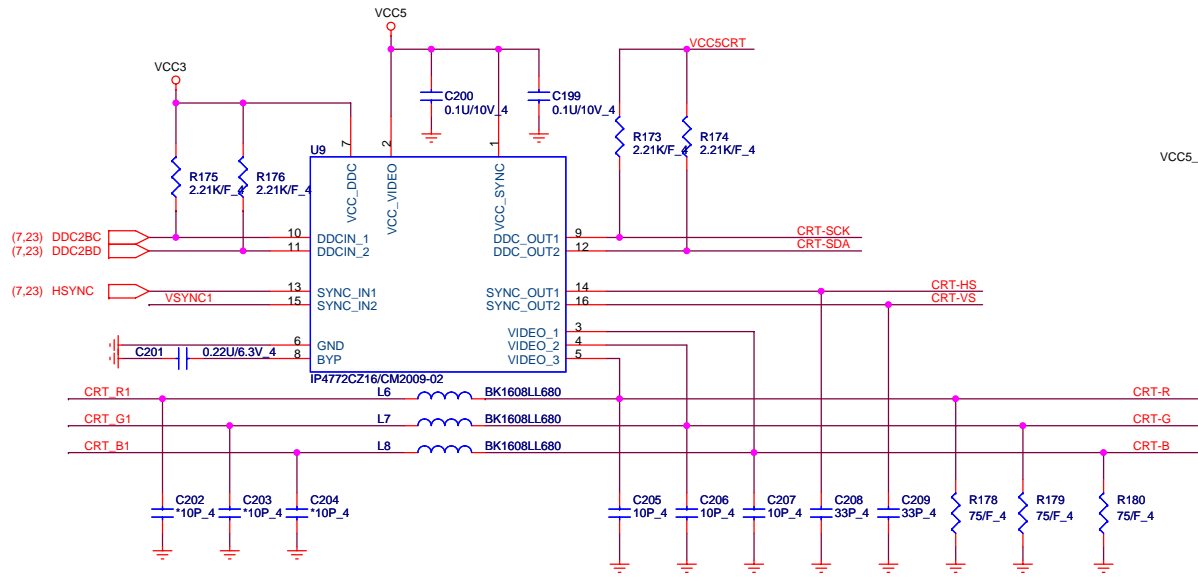 VCC5
VCC5CRT
VCC3
C200
0.1U/10V_4
C199
0.1U/10V_4
R173
2.21K/F_4
R174
2.21K/F_4
VCC5_
U9
7
2
1
R175
2.21K/F_4
R176
2.21K/F_4
VCC_DDC
VCC_VIDEO
VCC_SYNC
(7,23) DDC2BC
10
DDCIN_1
DDC_OUT1
9
CRT-SCK
(7,23) DDC2BD
11
DDCIN_2
DDC_OUT2
12
CRT-SDA
(7,23) HSYNC
13
SYNC_IN1
SYNC_OUT1
14
CRT-HS
VSYNC1
15
SYNC_IN2
SYNC_OUT2
16
CRT-VS
VIDEO_1
3
6
GND
VIDEO_2
4
C201
0.22U/6.3V_4
8
BYP
VIDEO_3
5
IP4772CZ16/CM2009-02
CRT_R1
L6
BK1608LL680
CRT-R
CRT_G1
L7
BK1608LL680
CRT-G
CRT_B1
L8
BK1608LL680
CRT-B
C202
*10P_4
C203
*10P_4
C204
*10P_4
C205
10P_4
C206
10P_4
C207
10P_4
C208
33P_4
C209
33P_4
R178
75/F_4
R179
75/F_4
R180
75/F_4